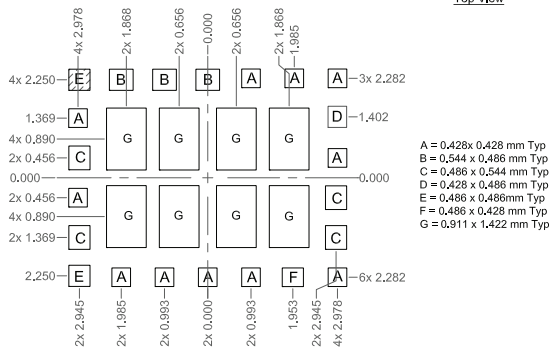 Top View
4x 2.978
2x 1.868
2x 0.656
0.000
2x 0.656
2x 1.868
1.985
4x 2.250
E B B B A A A
3x 2.282
1.369
A
D
1.402
4x 0.890
G G G G
2x 0.456
C
A
0.000
0.000
2x 0.456
A
C
4x 0.890
G G G G
2x 1.369
C
C
2.250
E A A A A F A
6x 2.282
2x 2.945
2x 1.985
2x 0.993
2x 0.000
2x 0.993
1.953
2x 2.945
4x 2.978
A = 0.428x 0.428 mm Typ
B = 0.544 x 0.486 mm Typ
C = 0.486 x 0.544 mm Typ
D = 0.428 x 0.486 mm Typ
E = 0.486 x 0.486mm Typ
F = 0.486 x 0.428 mm Typ
G = 0.911 x 1.422 mm Typ